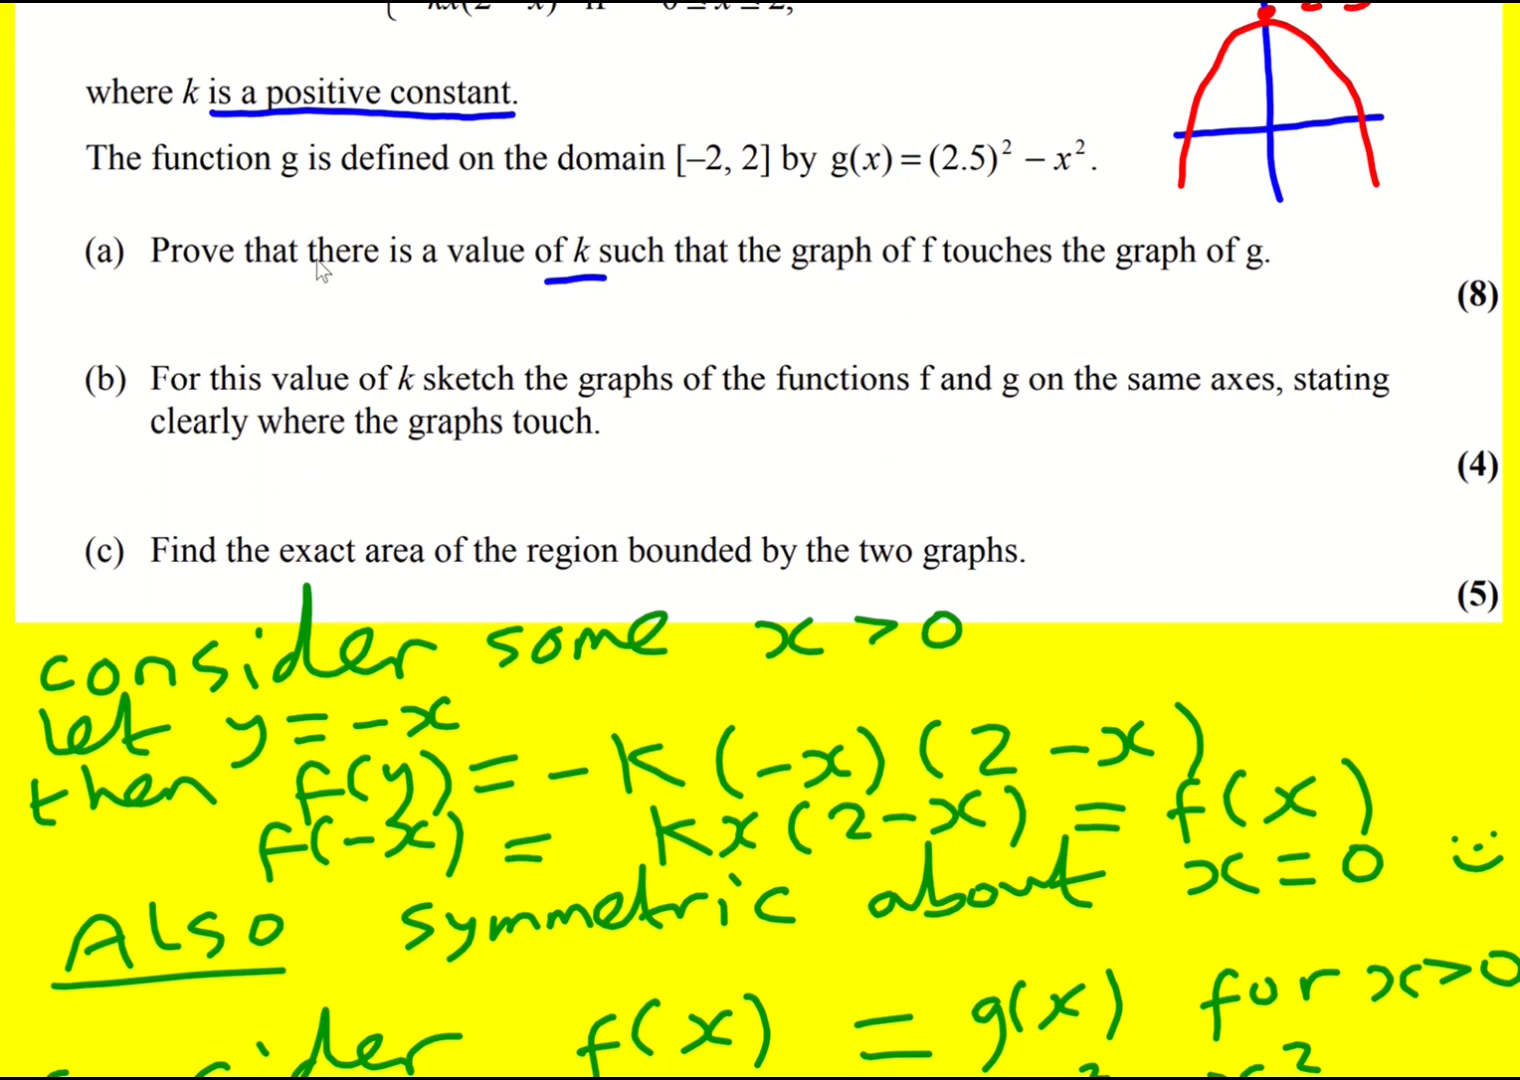 where k is a positive constant.
The function g is defined on the domain [–2, 2] by g(x) = (2.5)² – x².
(a) Prove that there is a value of k such that the graph of f touches the graph of g.
(8)
(b) For this value of k sketch the graphs of the functions f and g on the same axes, stating
clearly where the graphs touch.
(4)
(c) Find the exact area of the region bounded by the two graphs.
(5)
consider some x > 0
let y = -x
then f(y) = -k(-x)(2-x)
f(-x) = kx(2-x) = f(x)
Also symmetric about x = 0 :)
f(x) = g(x) for x>0